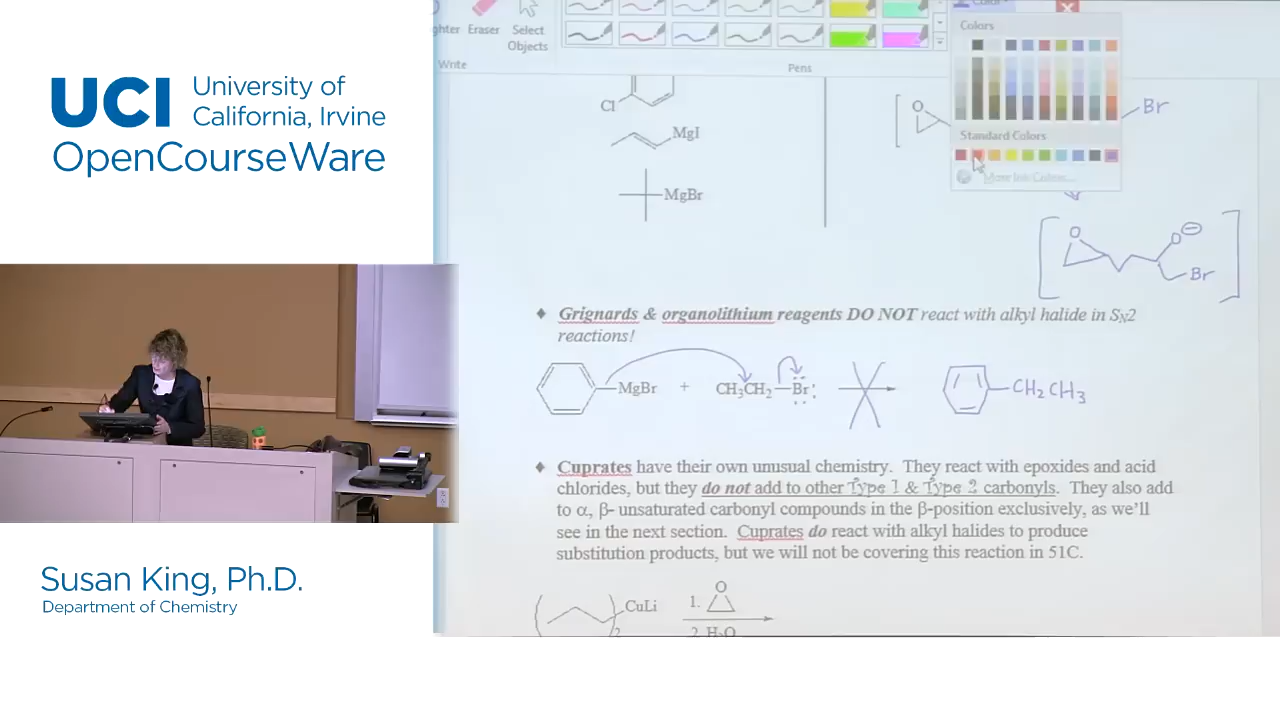 UCI University of California, Irvine
OpenCourseWare
Eraser
Select Objects
Write
Pens
Colors
Standard Colors
More Ink Colors...
Cl
MgI
MgBr
O
Br
O
O
Br
♦ Grignards & organolithium reagents DO NOT react with alkyl halide in SN2
reactions!
MgBr + CH3CH2—Br: CH2CH3
♦ Cuprates have their own unusual chemistry. They react with epoxides and acid
chlorides, but they do not add to other Type 1 & Type 2 carbonyls. They also add
to α, β- unsaturated carbonyl compounds in the β-position exclusively, as we'll
see in the next section. Cuprates do react with alkyl halides to produce
substitution products, but we will not be covering this reaction in 51C.
CuLi
2
1. O
2. H2O
Susan King, Ph.D.
Department of Chemistry